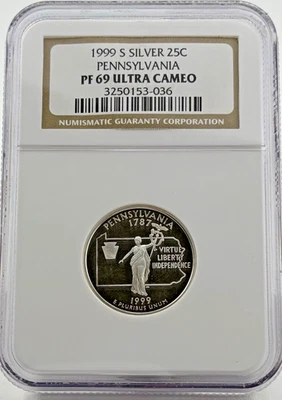 1999 S SILVER 25C
PENNSYLVANIA
PF 69 ULTRA CAMEO
3250153-036
NUMISMATIC GUARANTY CORPORATION
PENNSYLVANIA
1787
VIRTUE
LIBERTY
INDEPENDENCE
1999
E PLURIBUS UNUM